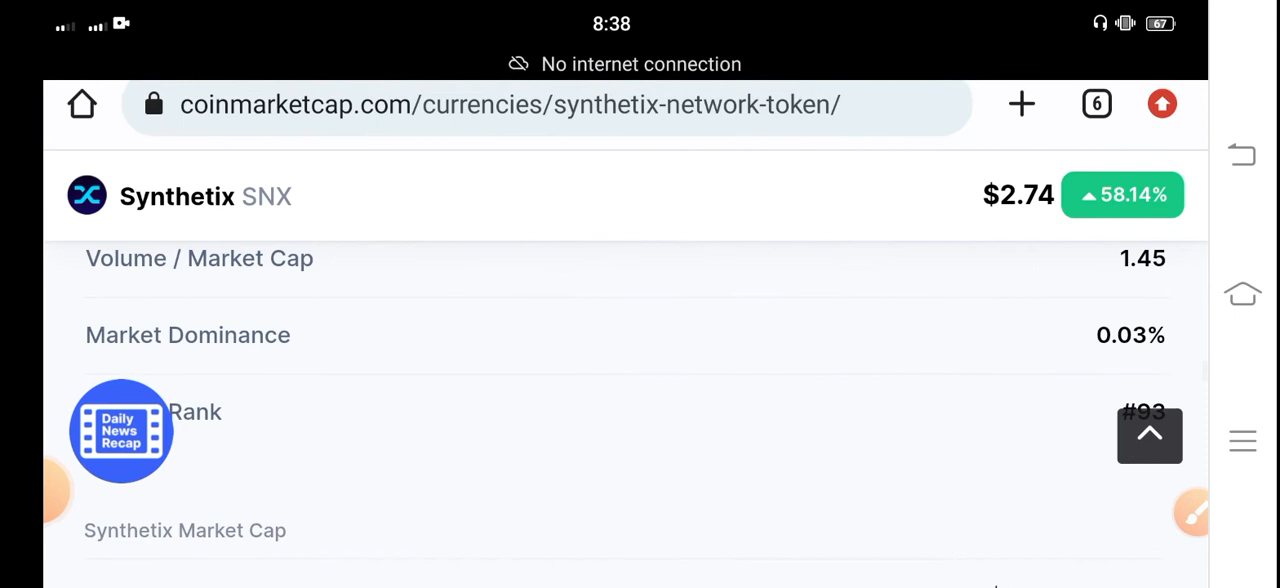 8:38
67
No internet connection
coinmarketcap.com/currencies/synthetix-network-token/
6
Synthetix SNX
$2.74
58.14%
Volume / Market Cap
1.45
Market Dominance
0.03%
Rank
#93
Daily
News
Recap
Synthetix Market Cap